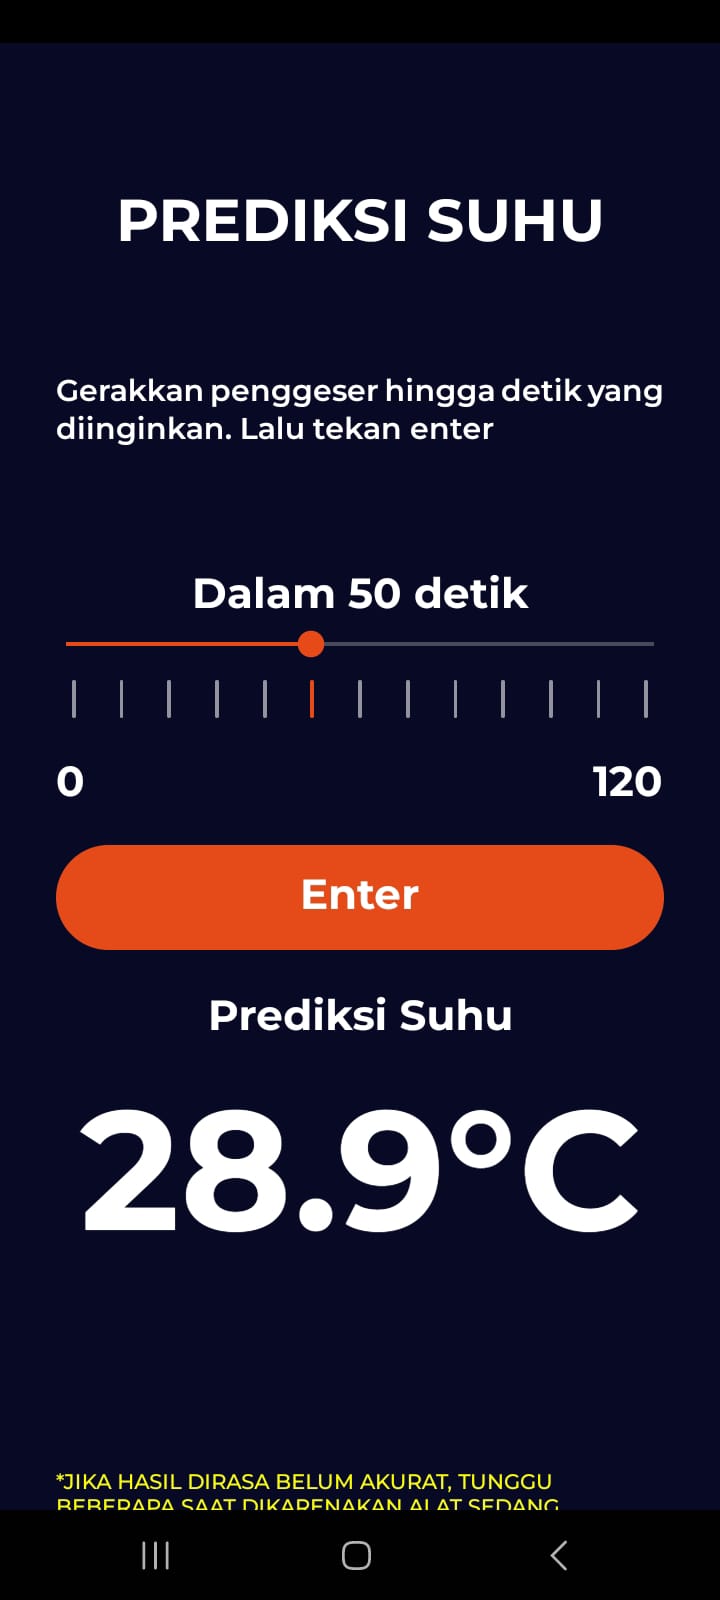 PREDIKSI SUHU
Gerakkan penggeser hingga detik yang
diinginkan. Lalu tekan enter
Dalam 50 detik
0
120
Enter
Prediksi Suhu
28.9°C
*JIKA HASIL DIRASA BELUM AKURAT, TUNGGU
BEBERAPA SAAT DIKARENAKAN ALAT SEDANG